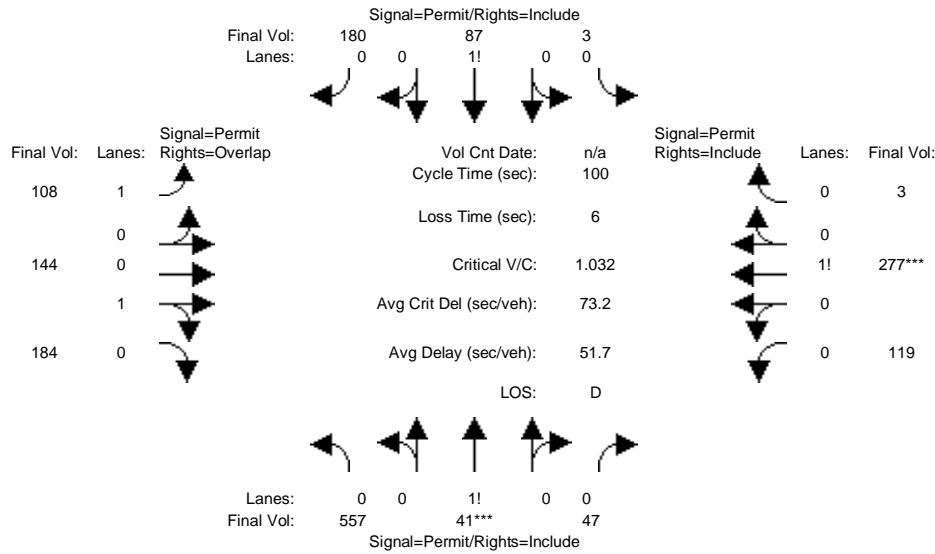 Signal=Permit/Rights=Include
Final Vol: 180 87 3
Lanes: 0 0 1! 0 0
Signal=Permit
Rights=Overlap
Signal=Permit
Rights=Include
Final Vol: Lanes:
Vol Cnt Date: n/a
Lanes: Final Vol:
Cycle Time (sec): 100
108 1
0 3
Loss Time (sec): 6
0
0
144 0
Critical V/C: 1.032
1! 277***
1
Avg Crit Del (sec/veh): 73.2
0
184 0
Avg Delay (sec/veh): 51.7
0 119
LOS: D
Lanes: 0 0 1! 0 0
Final Vol: 557 41*** 47
Signal=Permit/Rights=Include